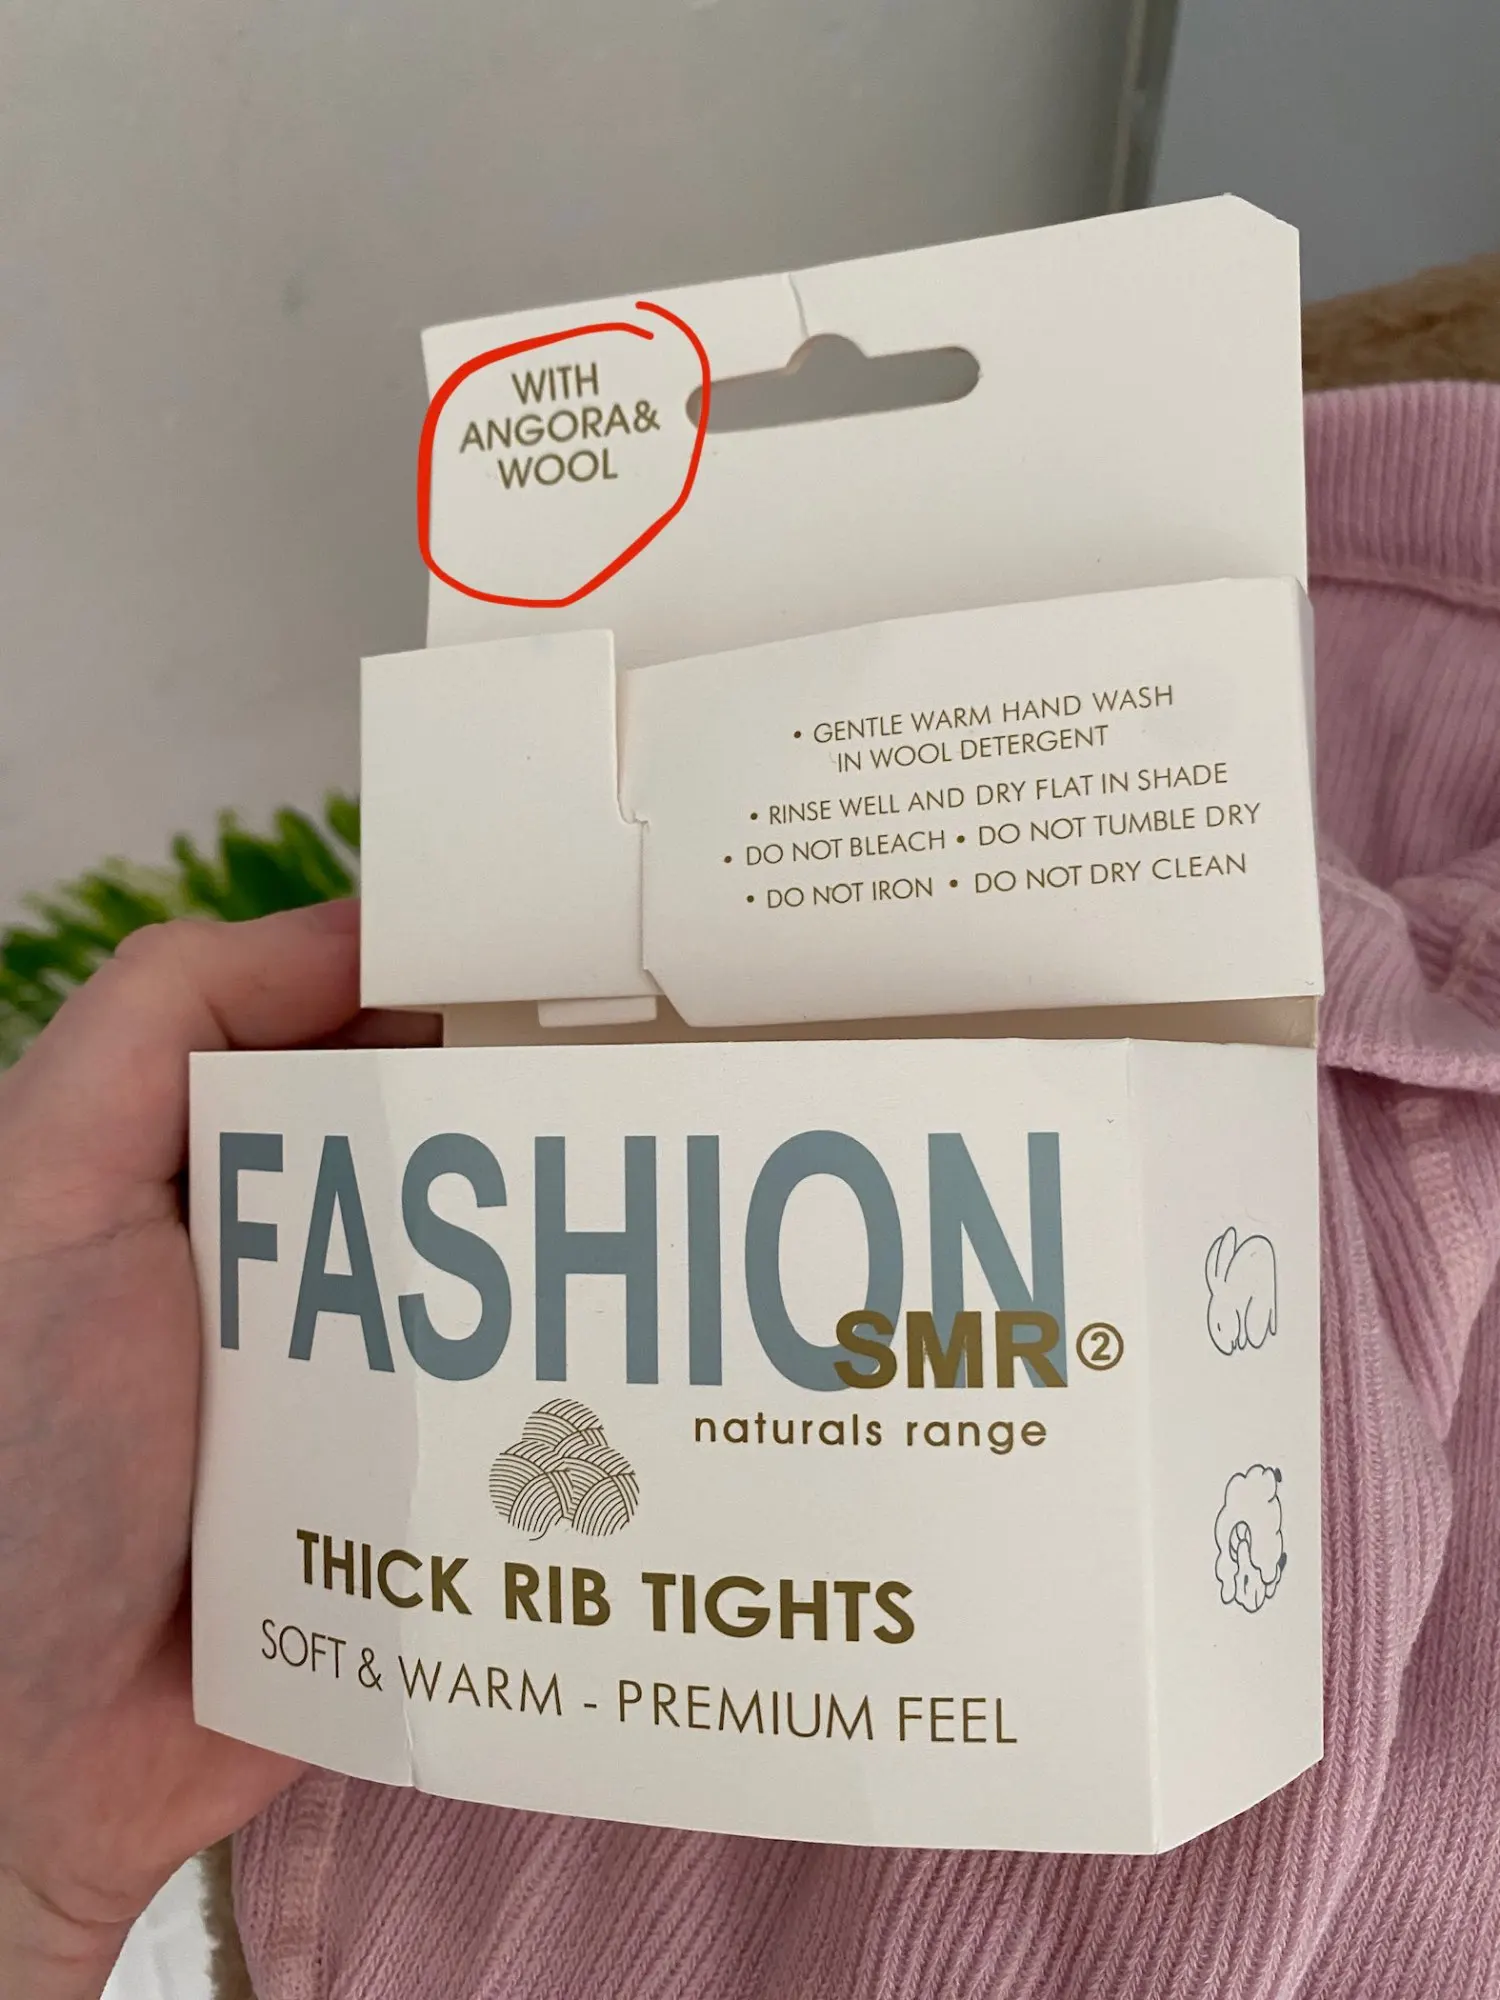 WITH
ANGORA&
WOOL
• GENTLE WARM HAND WASH
IN WOOL DETERGENT
• RINSE WELL AND DRY FLAT IN SHADE
• DO NOT BLEACH • DO NOT TUMBLE DRY
• DO NOT IRON • DO NOT DRY CLEAN
FASHION
SMR②
naturals range
THICK RIB TIGHTS
SOFT & WARM - PREMIUM FEEL